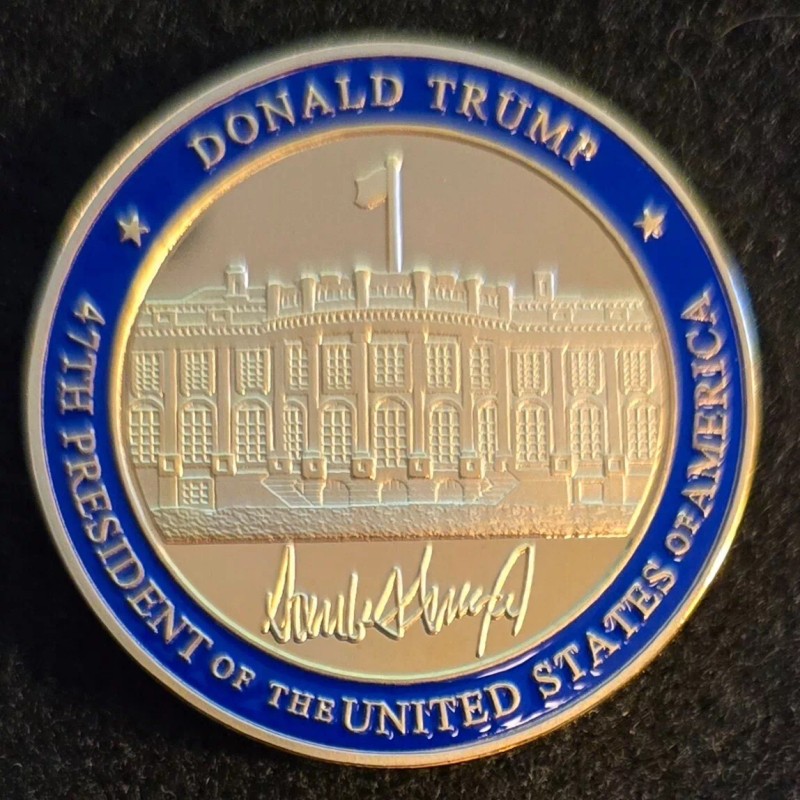 DONALD TRUMP
47TH PRESIDENT OF THE UNITED STATES OF AMERICA